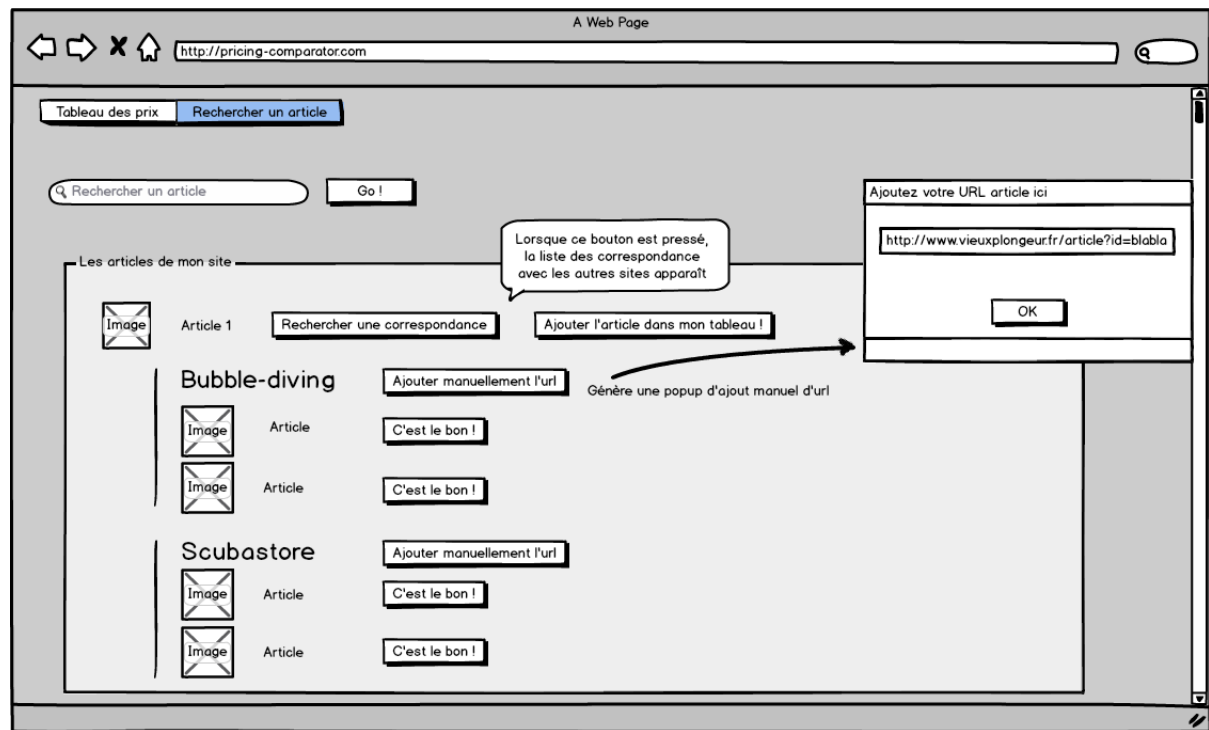 A Web Page
http://pricing-comparator.com
Tableau des prix
Rechercher un article
Rechercher un article
Go !
Ajoutez votre URL article ici
http://www.vieuxplongeur.fr/article?id=blabla
OK
Lorsque ce bouton est pressé,
la liste des correspondance
avec les autres sites apparaît
Les articles de mon site
Image
Article 1
Rechercher une correspondance
Ajouter l'article dans mon tableau !
Bubble-diving
Ajouter manuellement l'url
Génère une popup d'ajout manuel d'url
Image
Article
C'est le bon !
Image
Article
C'est le bon !
Scubastore
Ajouter manuellement l'url
Image
Article
C'est le bon !
Image
Article
C'est le bon !